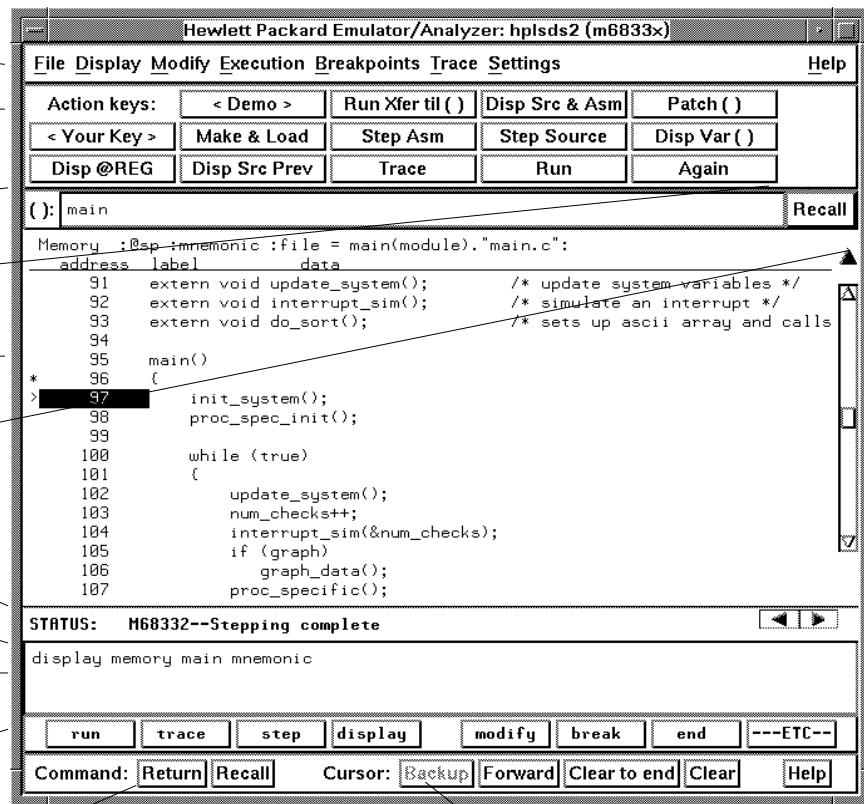 Hewlett Packard Emulator/Analyzer: hplsds2 (m6833x)
File Display Modify Execution Breakpoints Trace Settings Help
Action keys: < Demo > Run Xfer til ( ) Disp Src & Asm Patch ( )
< Your Key > Make & Load Step Asm Step Source Disp Var ( )
Disp @REG Disp Src Prev Trace Run Again
( ): main Recall
Memory :@sp :mnemonic :file = main(module)."main.c":
address label data
91 extern void update_system(); /* update system variables */
92 extern void interrupt_sim(); /* simulate an interrupt */
93 extern void do_sort(); /* sets up ascii array and calls
94
95 main()
* 96 {
> 97 init_system();
98 proc_spec_init();
99
100 while (true)
101 {
102 update_system();
103 num_checks++;
104 interrupt_sim(&num_checks);
105 if (graph)
106 graph_data();
107 proc_specific();
STATUS: M68332--Stepping complete
display memory main mnemonic
run trace step display modify break end ---ETC--
Command: Return Recall Cursor: Backup Forward Clear to end Clear Help